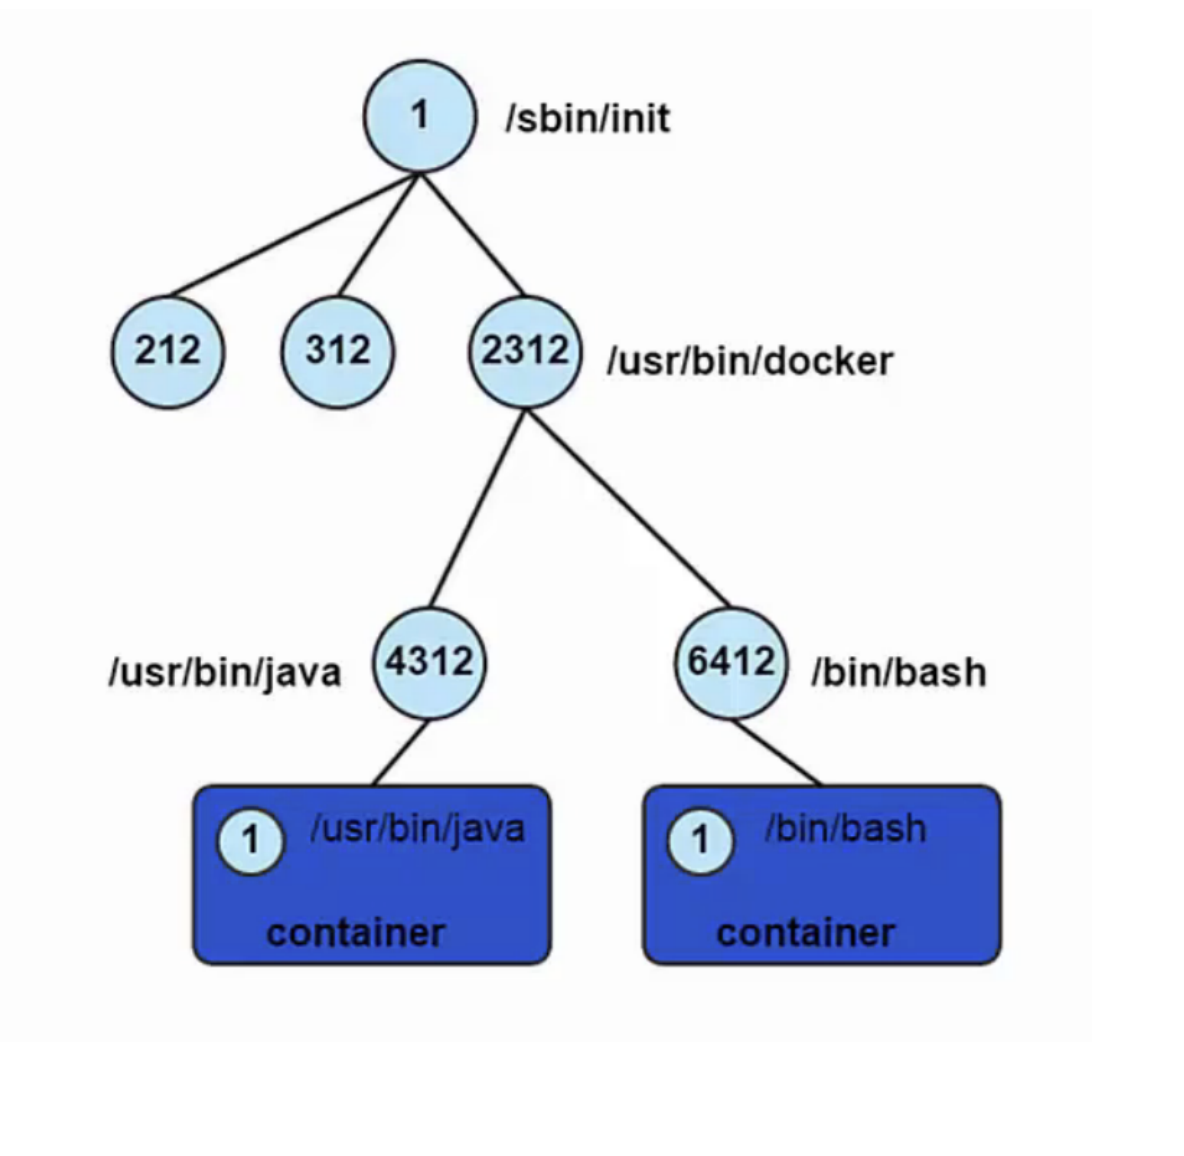 1 /sbin/init
212 312 2312 /usr/bin/docker
/usr/bin/java 4312 6412 /bin/bash
1 /usr/bin/java 1 /bin/bash
container container